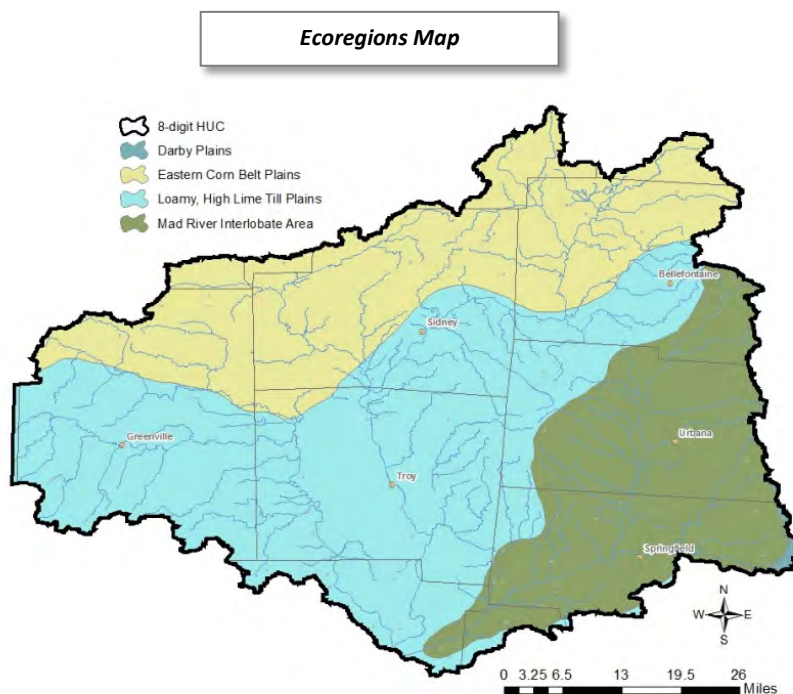 Ecoregions Map
8-digit HUC
Darby Plains
Eastern Corn Belt Plains
Loamy, High Lime Till Plains
Mad River Interlobate Area
Bellefontaine
Sidney
Greenville
Urbana
Troy
Springfield
N
W E
S
0 3.25 6.5 13 19.5 26
Miles